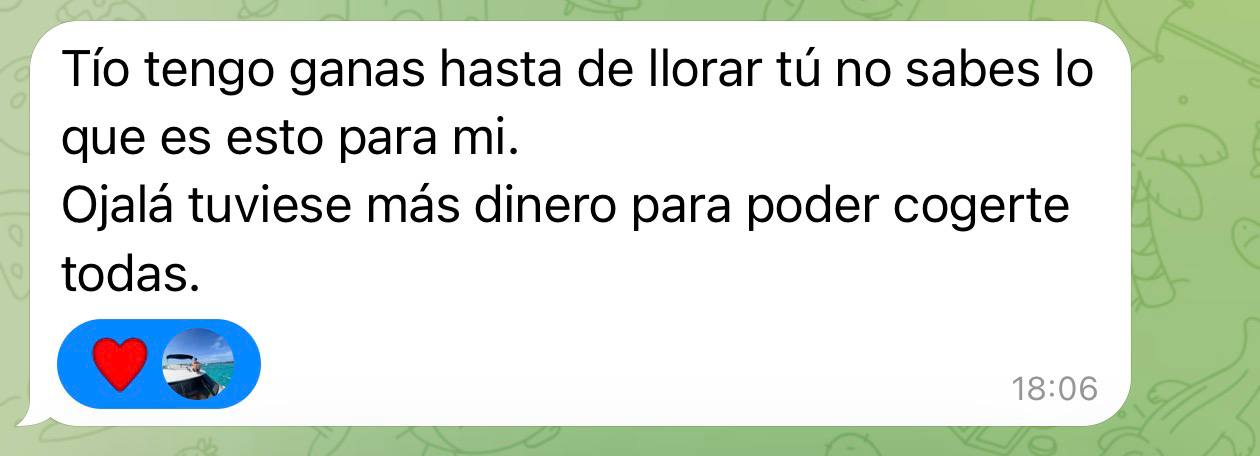 Tío tengo ganas hasta de llorar tú no sabes lo
que es esto para mi.
Ojalá tuviese más dinero para poder cogerte
todas.
18:06